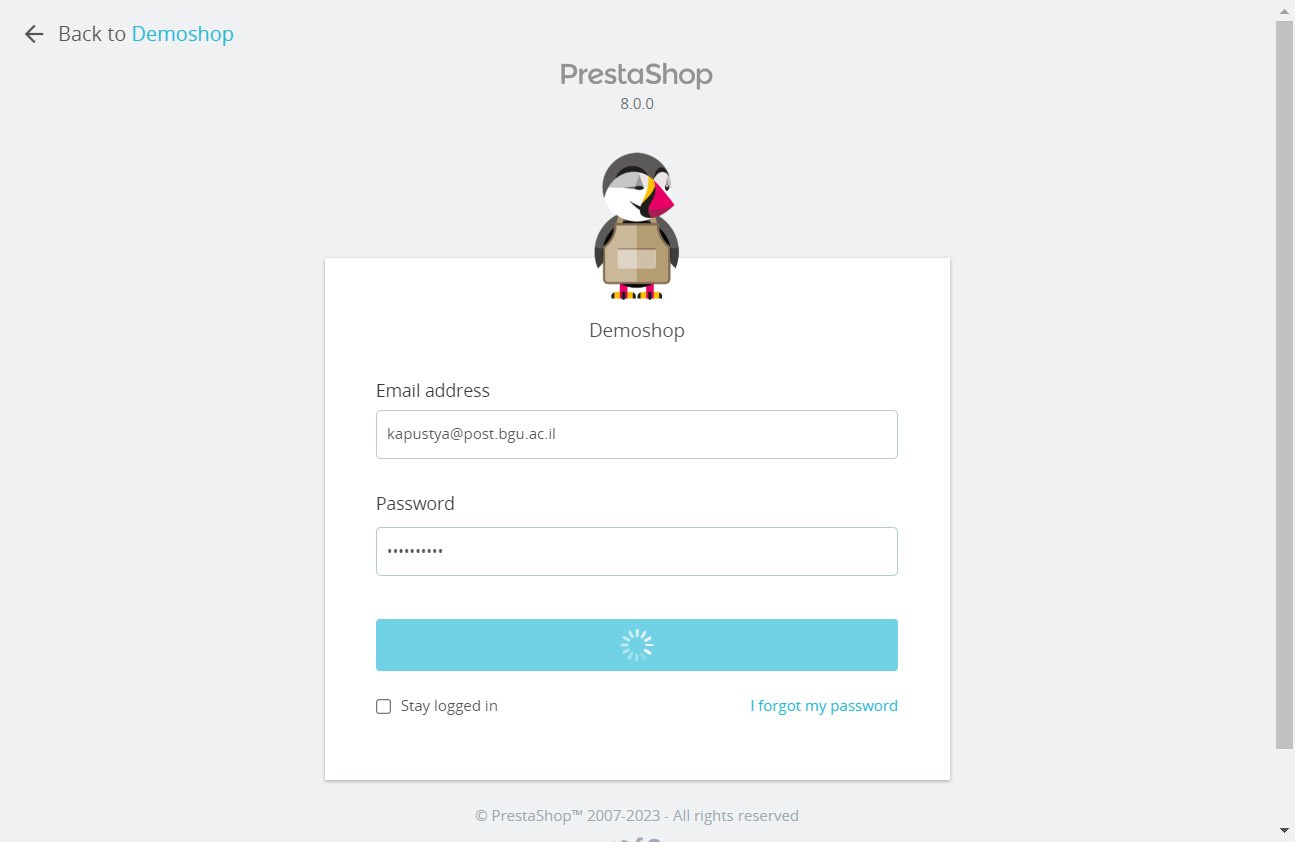 Back to Demoshop
PrestaShop
8.0.0
Demoshop
Email address
kapustya@post.bgu.ac.il
Password
••••••••••
Stay logged in
I forgot my password
© PrestaShop™ 2007-2023 - All rights reserved